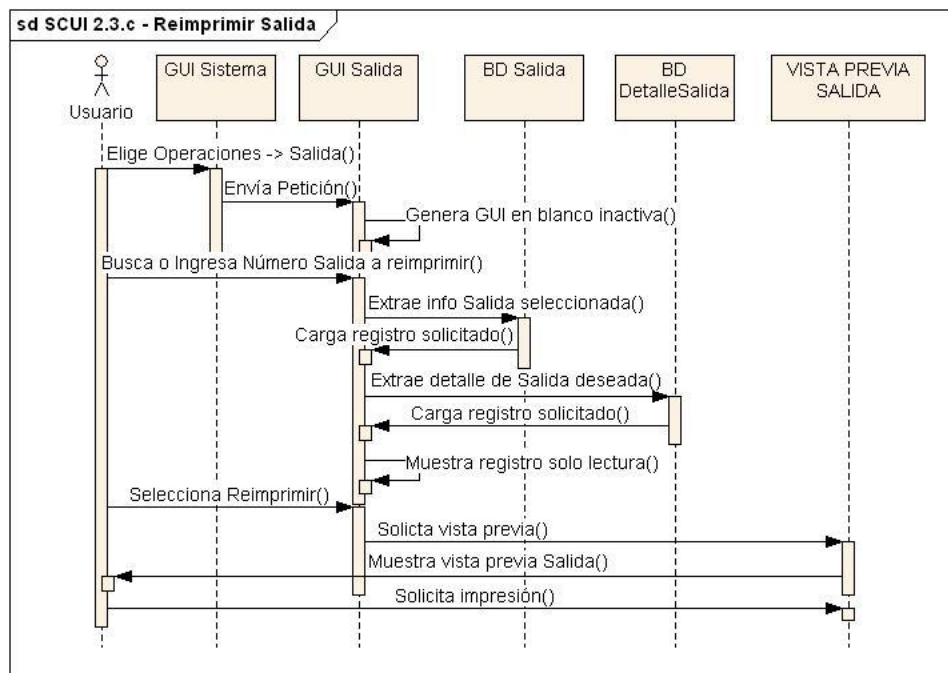 sd SCUI 2.3.c - Reimprimir Salida
Usuario
GUI Sistema
GUI Salida
BD Salida
BD
DetalleSalida
VISTA PREVIA
SALIDA
Elige Operaciones -> Salida()
Envía Petición()
Genera GUI en blanco inactiva()
Busca o Ingresa Número Salida a reimprimir()
Extrae info Salida seleccionada()
Carga registro solicitado()
Extrae detalle de Salida deseada()
Carga registro solicitado()
Muestra registro solo lectura()
Selecciona Reimprimir()
Solicta vista previa()
Muestra vista previa Salida()
Solicita impresión()